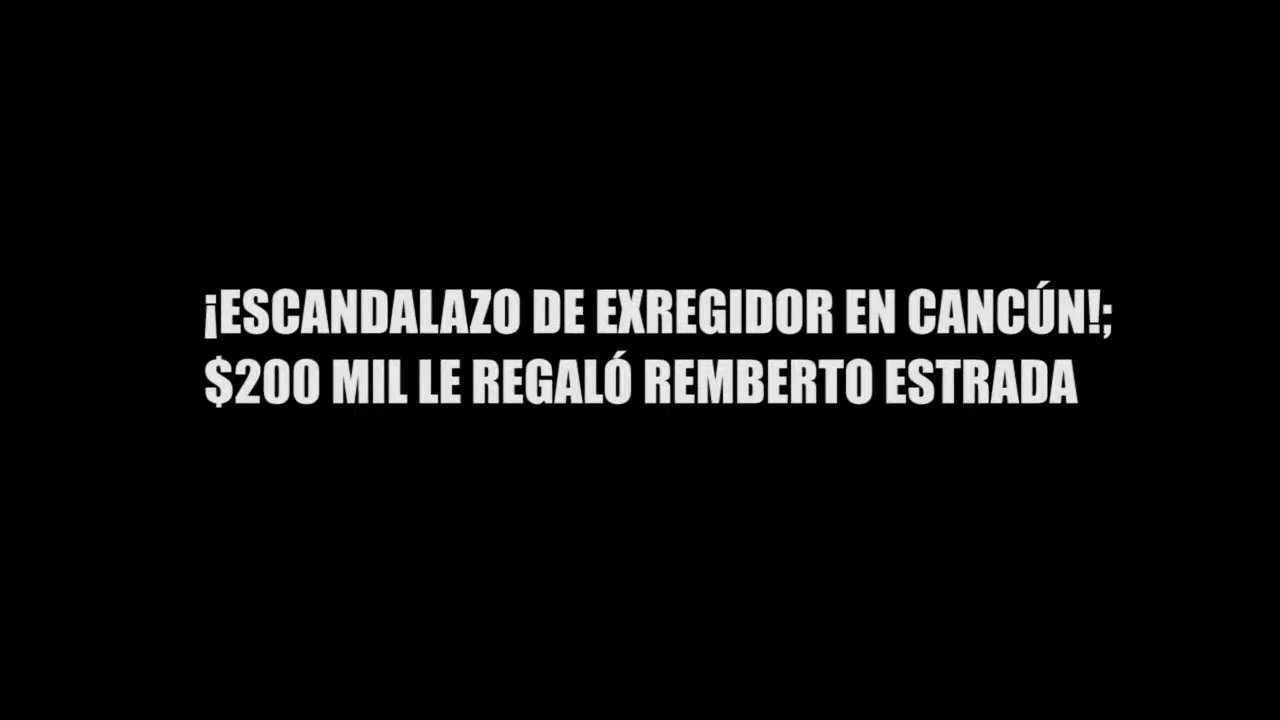 ¡ESCANDALAZO DE EXREGIDOR EN CANCÚN!;
$200 MIL LE REGALÓ REMBERTO ESTRADA